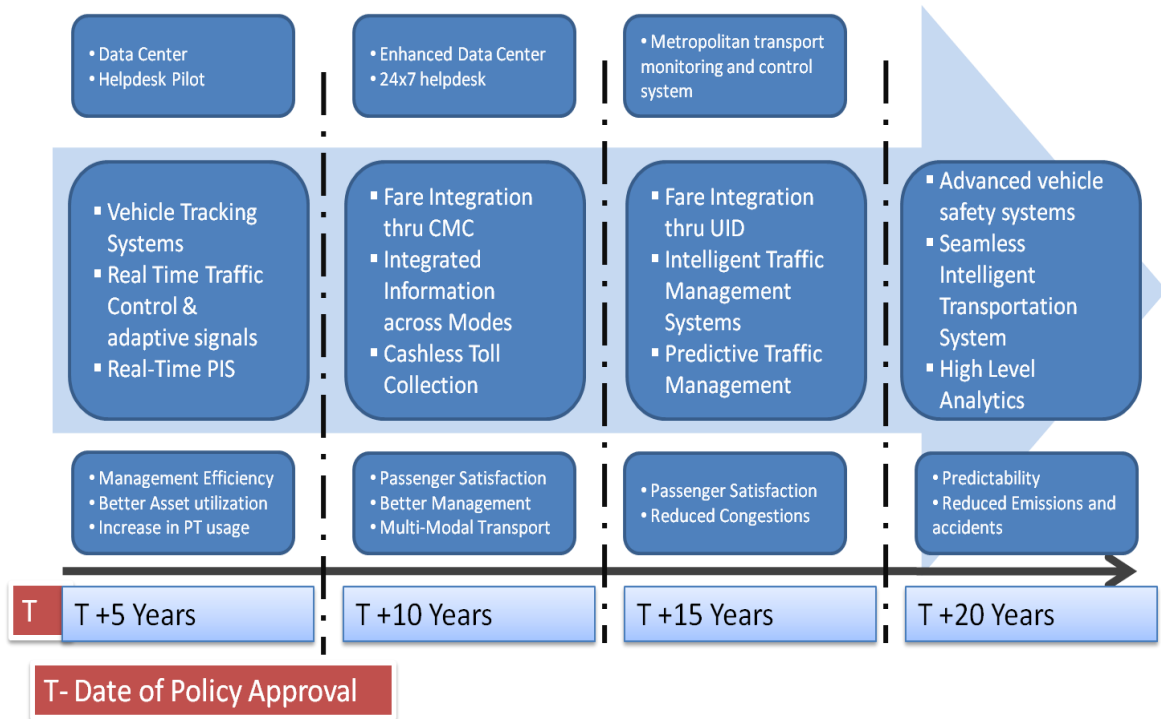 • Data Center
• Helpdesk Pilot
• Enhanced Data Center
• 24x7 helpdesk
• Metropolitan transport
monitoring and control
system
▪ Vehicle Tracking
Systems
▪ Real Time Traffic
Control &
adaptive signals
▪ Real-Time PIS
▪ Fare Integration
thru CMC
▪ Integrated
Information
across Modes
▪ Cashless Toll
Collection
▪ Fare Integration
thru UID
▪ Intelligent Traffic
Management
Systems
▪ Predictive Traffic
Management
▪ Advanced vehicle
safety systems
▪ Seamless
Intelligent
Transportation
System
▪ High Level
Analytics
• Management Efficiency
• Better Asset utilization
• Increase in PT usage
• Passenger Satisfaction
• Better Management
• Multi-Modal Transport
• Passenger Satisfaction
• Reduced Congestions
• Predictability
• Reduced Emissions and
accidents
T
T +5 Years
T +10 Years
T +15 Years
T +20 Years
T- Date of Policy Approval